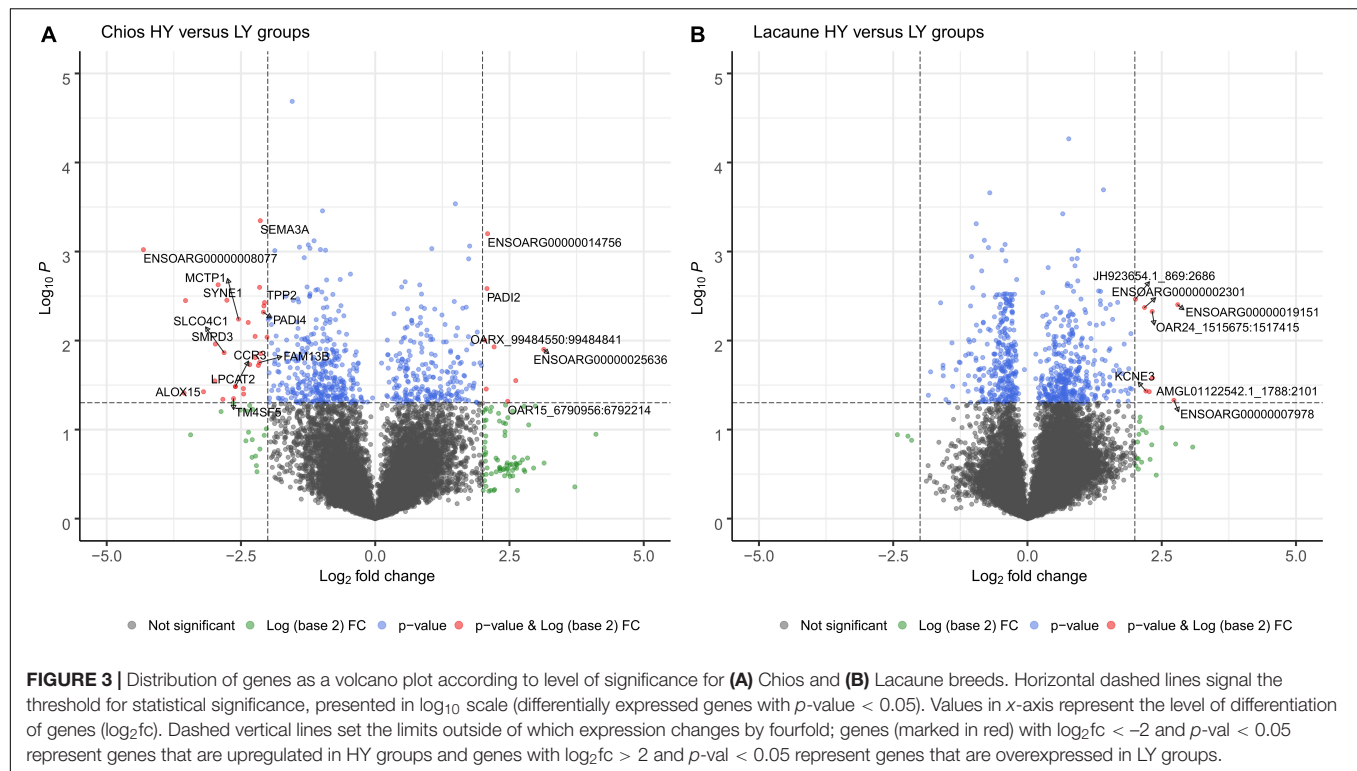 A Chios HY versus LY groups
5
4
3
2
1
0
Log10 P
SEMA3A
ENSOARG00000008077
MCTP1
SYNE1
TPP2
SLCO4C1
PADI4
SMPD3
CCR3
FAM13B
LPCAT2
ALOX15
TM4SF5
ENSOARG00000014756
PADI2
OARX_99484550:99484841
ENSOARG00000025636
OAR15_6790956:6792214
−5.0 −2.5 0.0 2.5 5.0
Log2 fold change
Not significant Log (base 2) FC p−value p−value & Log (base 2) FC
B Lacaune HY versus LY groups
5
4
3
2
1
0
Log10 P
JH923654.1_869:2686
ENSOARG00000002301
ENSOARG00000019151
OAR24_1515675:1517415
KCNE3
AMGL01122542.1_1788:2101
ENSOARG00000007978
−5.0 −2.5 0.0 2.5 5.0
Log2 fold change
Not significant Log (base 2) FC p−value p−value & Log (base 2) FC
FIGURE 3 | Distribution of genes as a volcano plot according to level of significance for (A) Chios and (B) Lacaune breeds. Horizontal dashed lines signal the
threshold for statistical significance, presented in log10 scale (differentially expressed genes with p-value < 0.05). Values in x-axis represent the level of differentiation
of genes (log2fc). Dashed vertical lines set the limits outside of which expression changes by fourfold; genes (marked in red) with log2fc < –2 and p-val < 0.05
represent genes that are upregulated in HY groups and genes with log2fc > 2 and p-val < 0.05 represent genes that are overexpressed in LY groups.